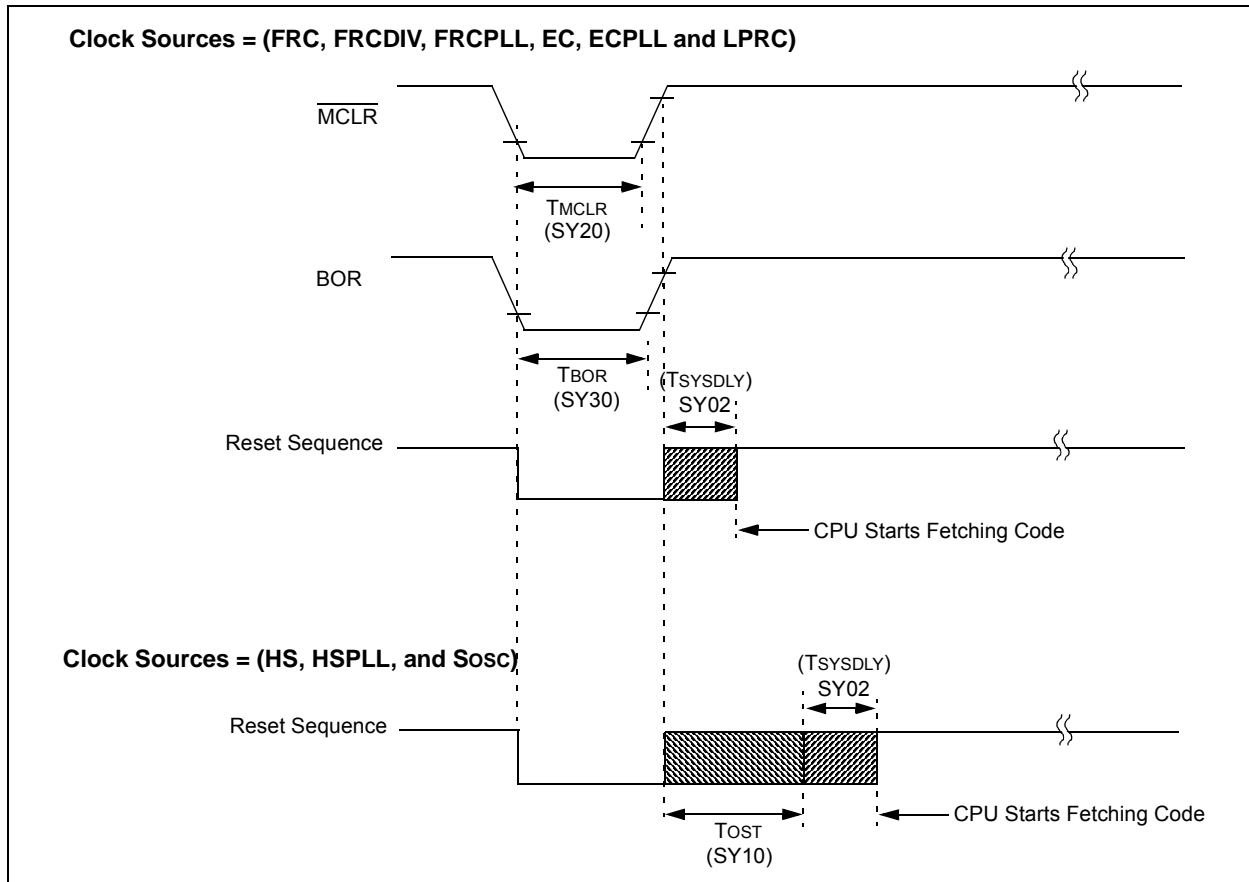 Clock Sources = (FRC, FRCDIV, FRCPLL, EC, ECPLL and LPRC)
MCLR
TMCLR
(SY20)
BOR
TBOR
(SY30)
(TSYSDLY)
SY02
Reset Sequence
CPU Starts Fetching Code
Clock Sources = (HS, HSPLL, and SOSC)
(TSYSDLY)
SY02
Reset Sequence
CPU Starts Fetching Code
TOST
(SY10)